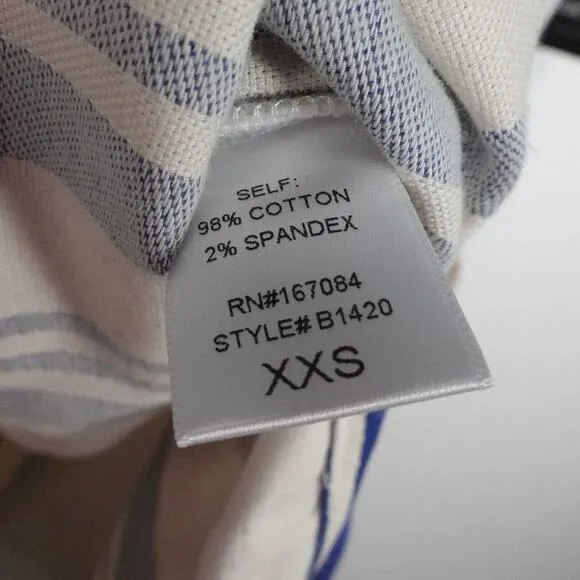 SELF:
98% COTTON
2% SPANDEX
RN#167084
STYLE# B1420
XXS